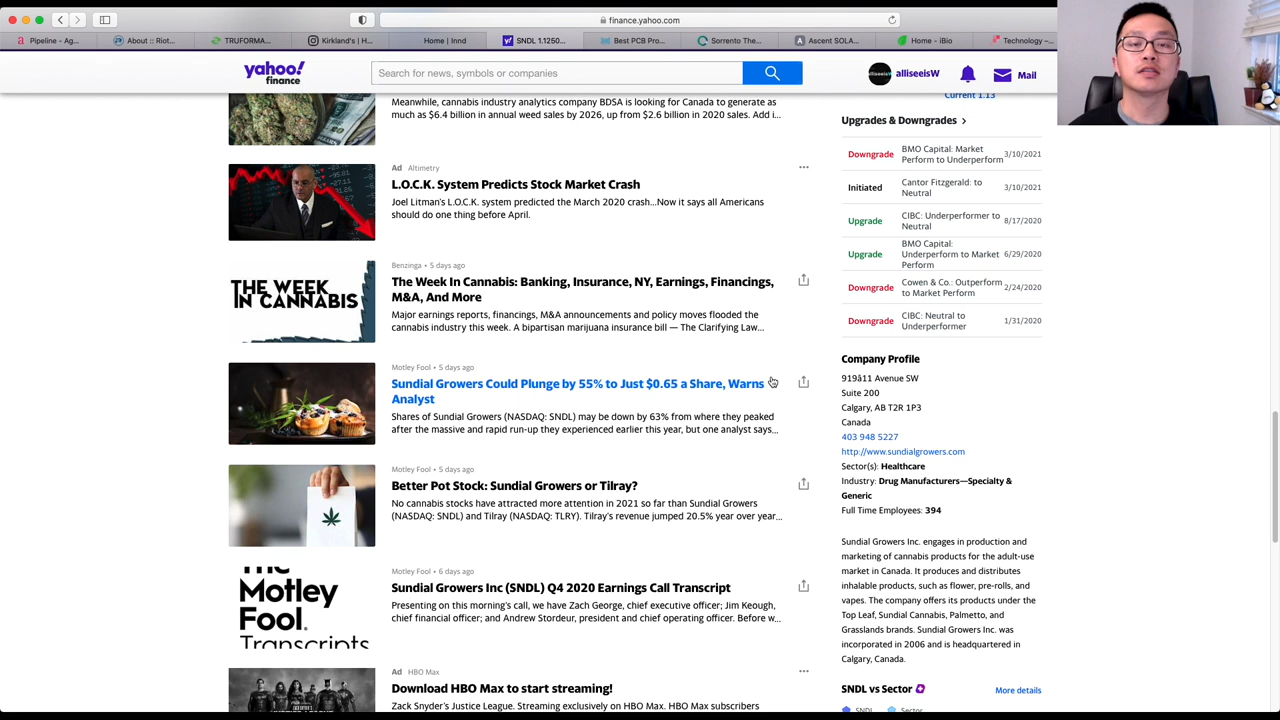 finance.yahoo.com
Pipeline - Ag...
About :: Riot...
TRUFORMA...
Kirkland's | H...
Home | Innd
SNDL 1.1250...
Best PCB Pro...
Sorrento The...
Ascent SOLA...
Home - iBio
Technology –...
yahoo!
finance
Search for news, symbols or companies
alliseeisW
Mail
Meanwhile, cannabis industry analytics company BDSA is looking for Canada to generate as
much as $6.4 billion in annual weed sales by 2026, up from $2.6 billion in 2020 sales. Add i...
Ad Altimetry
L.O.C.K. System Predicts Stock Market Crash
Joel Litman's L.O.C.K. system predicted the March 2020 crash...Now it says all Americans
should do one thing before April.
THE WEEK
IN CANNABIS
Benzinga • 5 days ago
The Week In Cannabis: Banking, Insurance, NY, Earnings, Financings,
M&A, And More
Major earnings reports, financings, M&A announcements and policy moves flooded the
cannabis industry this week. A bipartisan marijuana insurance bill — The Clarifying Law...
Motley Fool • 5 days ago
Sundial Growers Could Plunge by 55% to Just $0.65 a Share, Warns
Analyst
Shares of Sundial Growers (NASDAQ: SNDL) may be down by 63% from where they peaked
after the massive and rapid run-up they experienced earlier this year, but one analyst says...
Motley Fool • 5 days ago
Better Pot Stock: Sundial Growers or Tilray?
No cannabis stocks have attracted more attention in 2021 so far than Sundial Growers
(NASDAQ: SNDL) and Tilray (NASDAQ: TLRY). Tilray's revenue jumped 20.5% year over year...
The
Motley
Fool.
Transcripts
Motley Fool • 6 days ago
Sundial Growers Inc (SNDL) Q4 2020 Earnings Call Transcript
Presenting on this morning's call, we have Zach George, chief executive officer; Jim Keough,
chief financial officer; and Andrew Stordeur, president and chief operating officer. Before w...
Ad HBO Max
Download HBO Max to start streaming!
Zack Snyder's Justice League. Streaming exclusively on HBO Max. HBO Max subscribers
Current 1.13
Upgrades & Downgrades
Downgrade BMO Capital: Market
Perform to Underperform 3/10/2021
Initiated Cantor Fitzgerald: to
Neutral 3/10/2021
Upgrade CIBC: Underperformer to
Neutral 8/17/2020
Upgrade BMO Capital:
Underperform to Market 6/29/2020
Perform
Downgrade Cowen & Co.: Outperform
to Market Perform 2/24/2020
Downgrade CIBC: Neutral to
Underperformer 1/31/2020
Company Profile
919â11 Avenue SW
Suite 200
Calgary, AB T2R 1P3
Canada
403 948 5227
http://www.sundialgrowers.com
Sector(s): Healthcare
Industry: Drug Manufacturers—Specialty &
Generic
Full Time Employees: 394
Sundial Growers Inc. engages in production and
marketing of cannabis products for the adult-use
market in Canada. It produces and distributes
inhalable products, such as flower, pre-rolls, and
vapes. The company offers its products under the
Top Leaf, Sundial Cannabis, Palmetto, and
Grasslands brands. Sundial Growers Inc. was
incorporated in 2006 and is headquartered in
Calgary, Canada.
SNDL vs Sector
More details
SNDL Sector